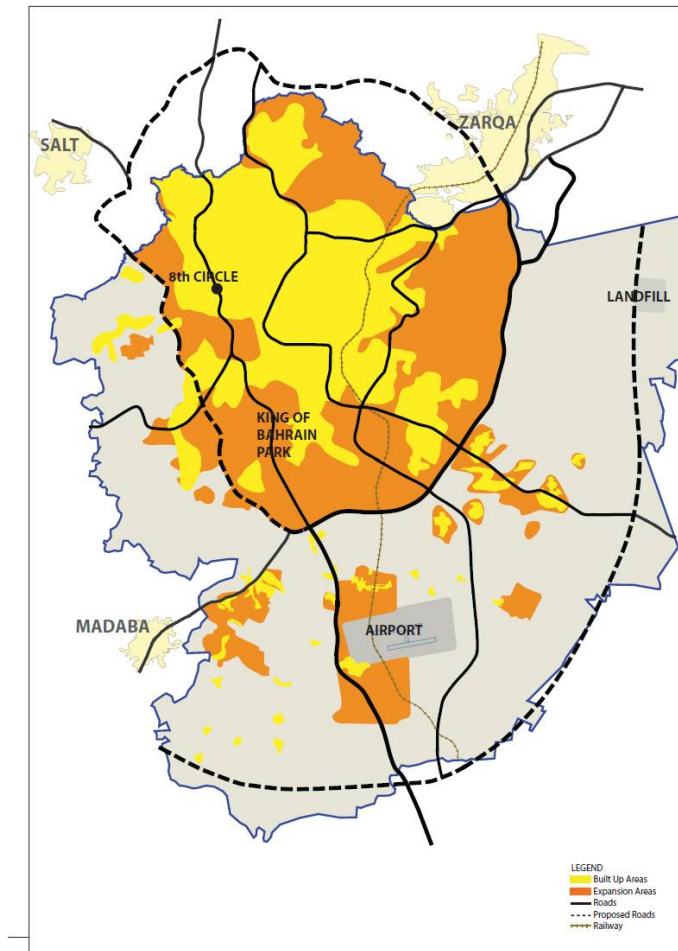 ZARQA
SALT
8th CIRCLE
LANDFILL
KING OF
BAHRAIN
PARK
MADABA
AIRPORT
LEGEND
Built Up Areas
Expansion Areas
Roads
Proposed Roads
Railway